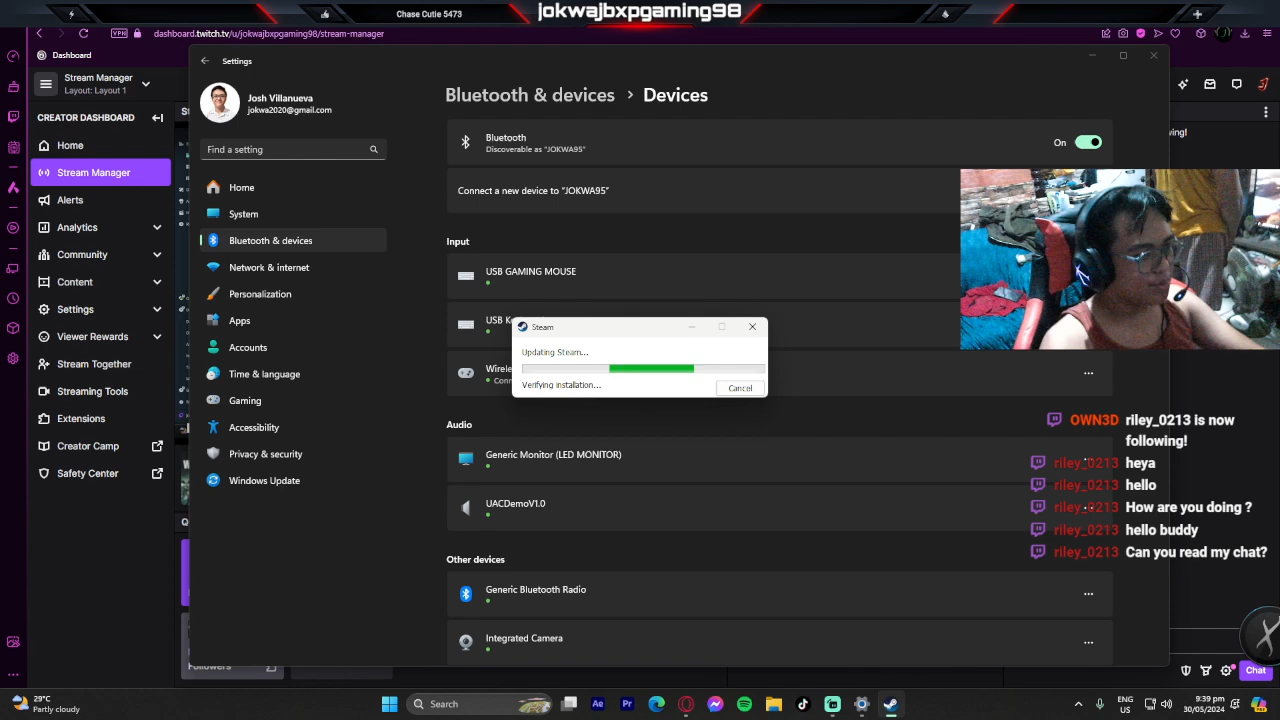 Chase Cutie 5473
jokwajbxpgaming98
VPN
dashboard.twitch.tv/u/jokwajbxpgaming98/stream-manager
Dashboard
Stream Manager
Layout: Layout 1
CREATOR DASHBOARD
Home
Stream Manager
Alerts
Analytics
Community
Content
Settings
Viewer Rewards
Stream Together
Streaming Tools
Extensions
Creator Camp
Safety Center
Settings
Josh Villanueva
jokwa2020@gmail.com
Find a setting
Home
System
Bluetooth & devices
Network & internet
Personalization
Apps
Accounts
Time & language
Gaming
Accessibility
Privacy & security
Windows Update
Bluetooth & devices > Devices
Bluetooth
Discoverable as "JOKWA95"
On
Connect a new device to "JOKWA95"
Input
USB GAMING MOUSE
USB K
Wirele
Conn
Steam
Updating Steam...
Verifying installation...
Cancel
Audio
Generic Monitor (LED MONITOR)
UACDemoV1.0
Other devices
Generic Bluetooth Radio
Integrated Camera
OWN3D riley_0213 is now
following!
riley_0213 heya
riley_0213 hello
riley_0213 How are you doing ?
riley_0213 hello buddy
riley_0213 Can you read my chat?
Followers
Chat
29°C
Partly cloudy
Search
Ae
Pr
ENG
US
9:39 pm
30/05/2024